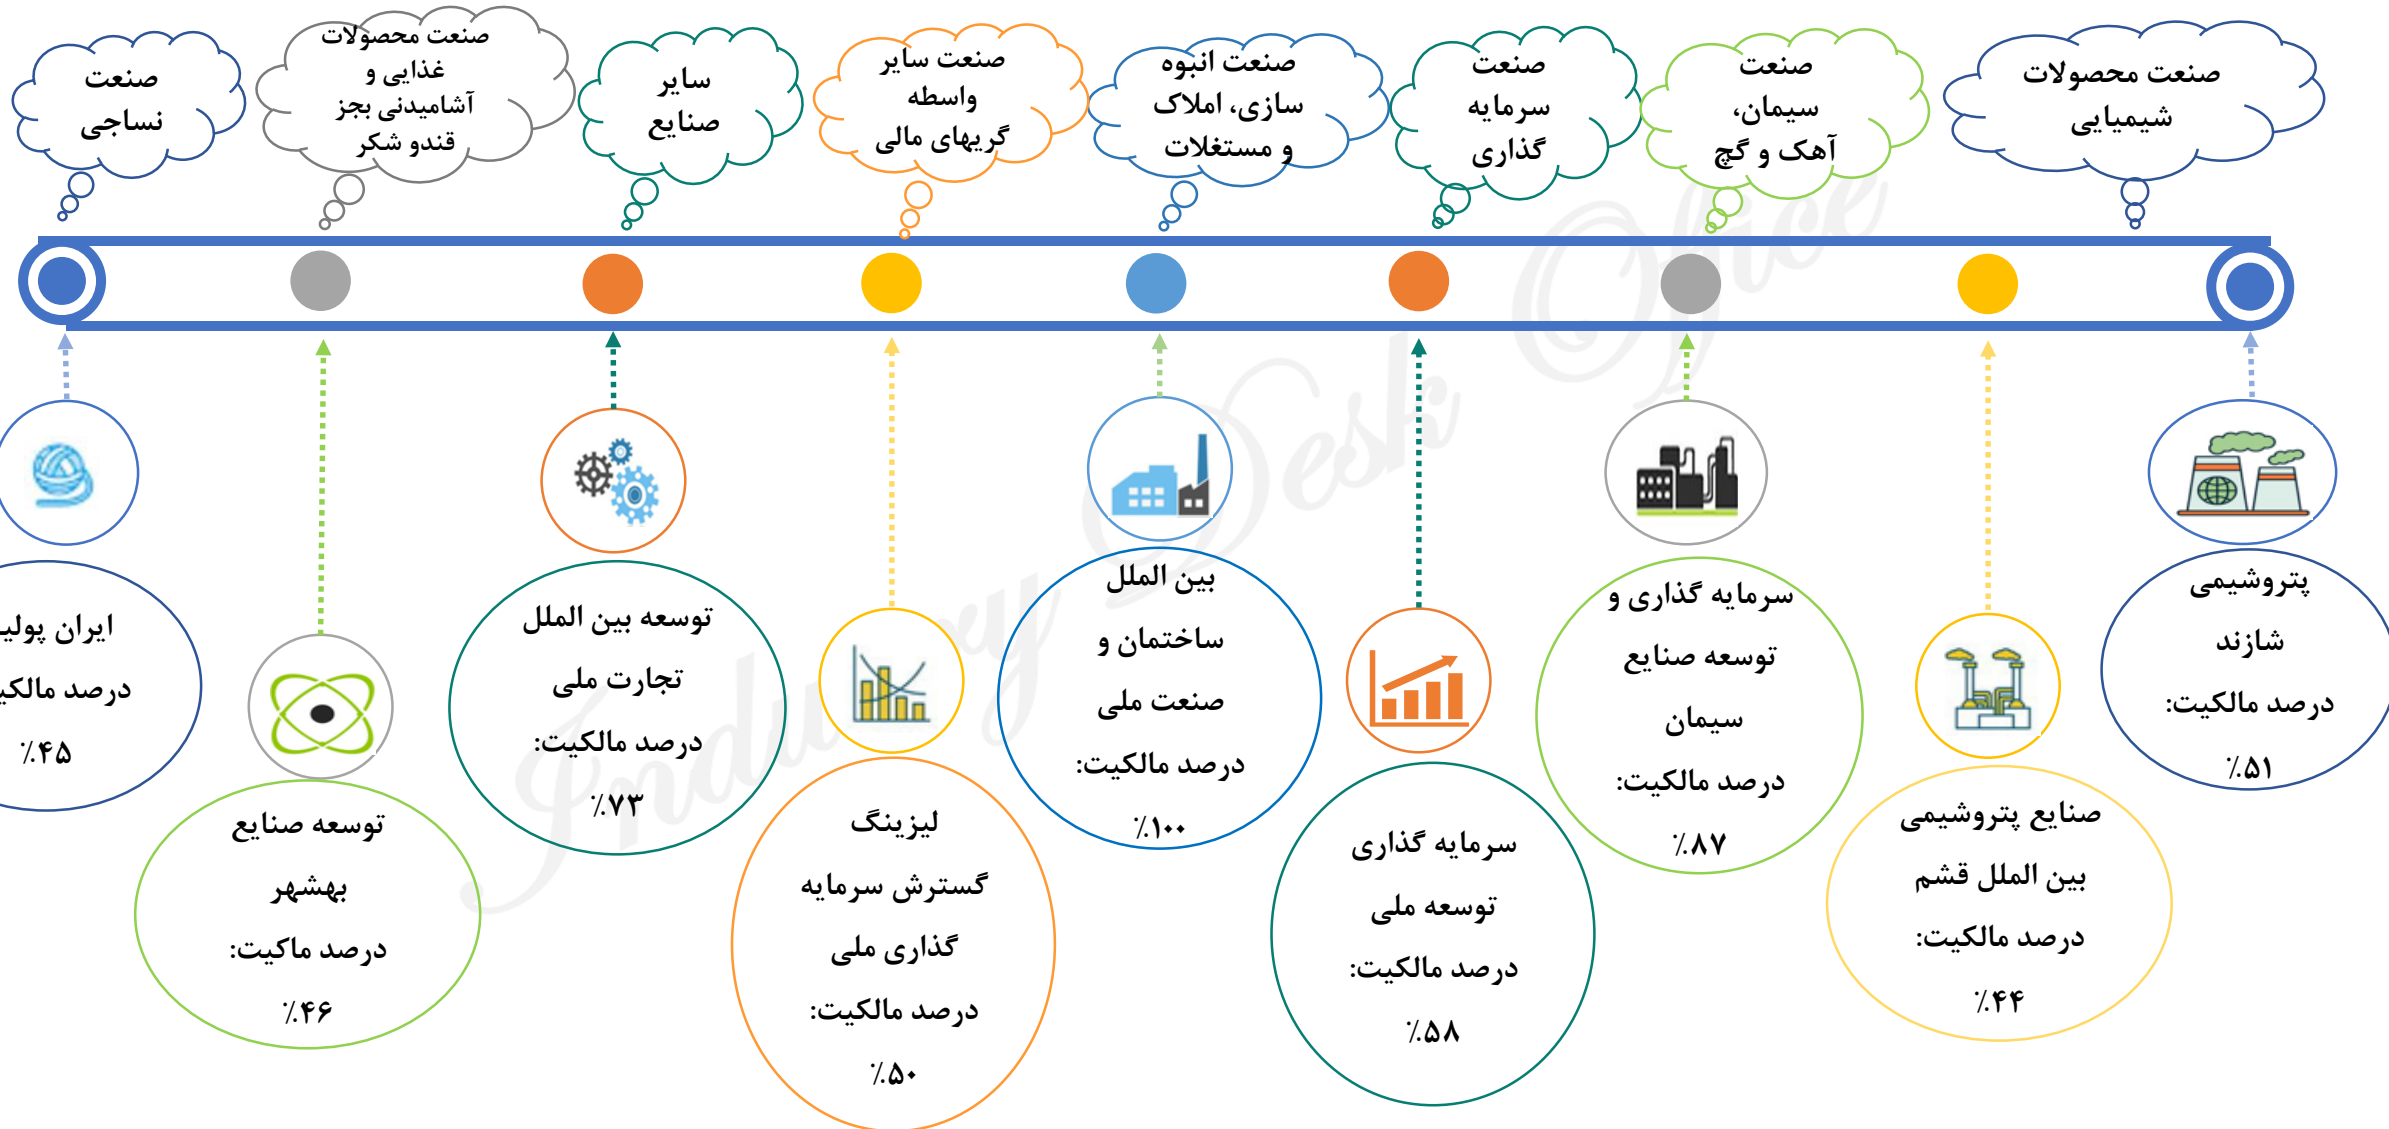 صنعت محصولات
شیمیایی
صنعت
سیمان،
آهک و گچ
صنعت
سرمایه
گذاری
صنعت انبوه
سازی، املاک
و مستغلات
صنعت سایر
واسطه
گریهای مالی
سایر
صنایع
صنعت محصولات
غذایی و
آشامیدنی بجز
قندو شکر
صنعت
نساجی
پتروشیمی
شازند
درصد مالکیت:
٪۵۱
صنایع پتروشیمی
بین الملل قشم
درصد مالکیت:
٪۴۴
سرمایه گذاری و
توسعه صنایع
سیمان
درصد مالکیت:
٪۸۷
سرمایه گذاری
توسعه ملی
درصد مالکیت:
٪۵۸
بین الملل
ساختمان و
صنعت ملی
درصد مالکیت:
٪۱۰۰
لیزینگ
گسترش سرمایه
گذاری ملی
درصد مالکیت:
٪۵۰
توسعه بین الملل
تجارت ملی
درصد مالکیت:
٪۷۳
توسعه صنایع
بهشهر
درصد ماکیت:
٪۴۶
ایران پولی
درصد مالکی
٪۴۵
Industry Desk Office